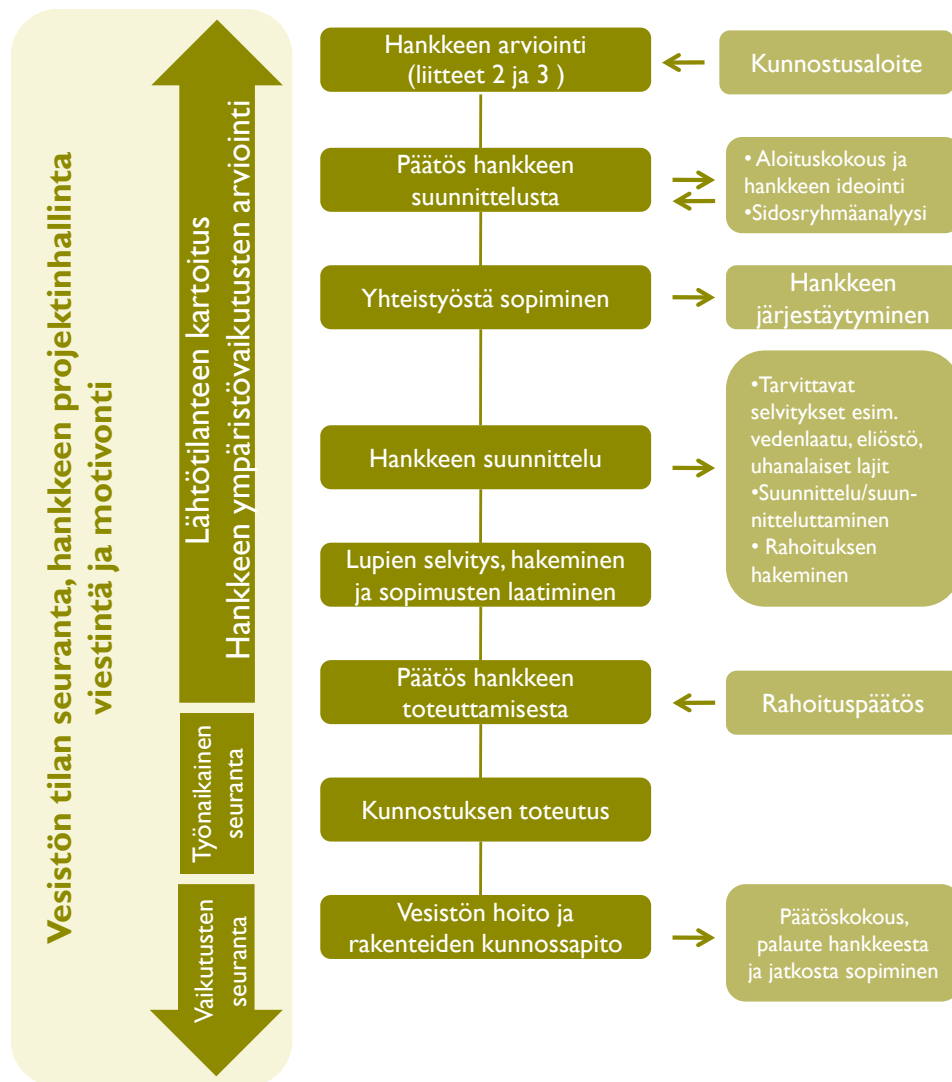 Vesistön tilan seuranta, hankkeen projektinhallinta
viestintä ja motivonti
Lähtötilanteen kartoitus
Hankkeen ympäristövaikutusten arviointi
Työnaikainen
seuranta
Vaikutusten
seuranta
Hankkeen arviointi
(liitteet 2 ja 3 )
Kunnostusaloite
Päätös hankkeen
suunnittelusta
• Aloituskokous ja
hankkeen ideointi
•Sidosryhmäanalyysi
Yhteistyöstä sopiminen
Hankkeen
järjestäytyminen
Hankkeen suunnittelu
•Tarvittavat
selvitykset esim.
vedenlaatu, eliöstö,
uhanalaiset lajit
•Suunnittelu/suun-
nitteluttaminen
• Rahoituksen
hakeminen
Lupien selvitys, hakeminen
ja sopimusten laatiminen
Päätös hankkeen
toteuttamisesta
Rahoituspäätös
Kunnostuksen toteutus
Vesistön hoito ja
rakenteiden kunnossapito
Päätöskokous,
palaute hankkeesta
ja jatkosta sopiminen